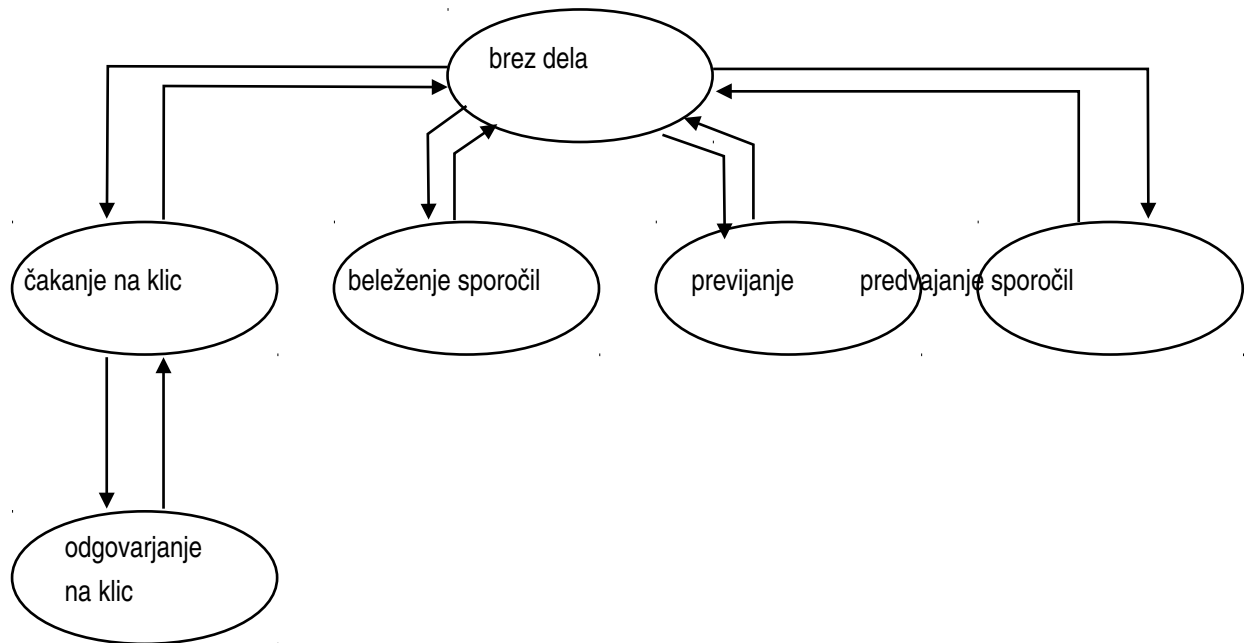 brez dela
čakanje na klic
beleženje sporočil
previjanje
predvajanje sporočil
odgovarjanje
na klic